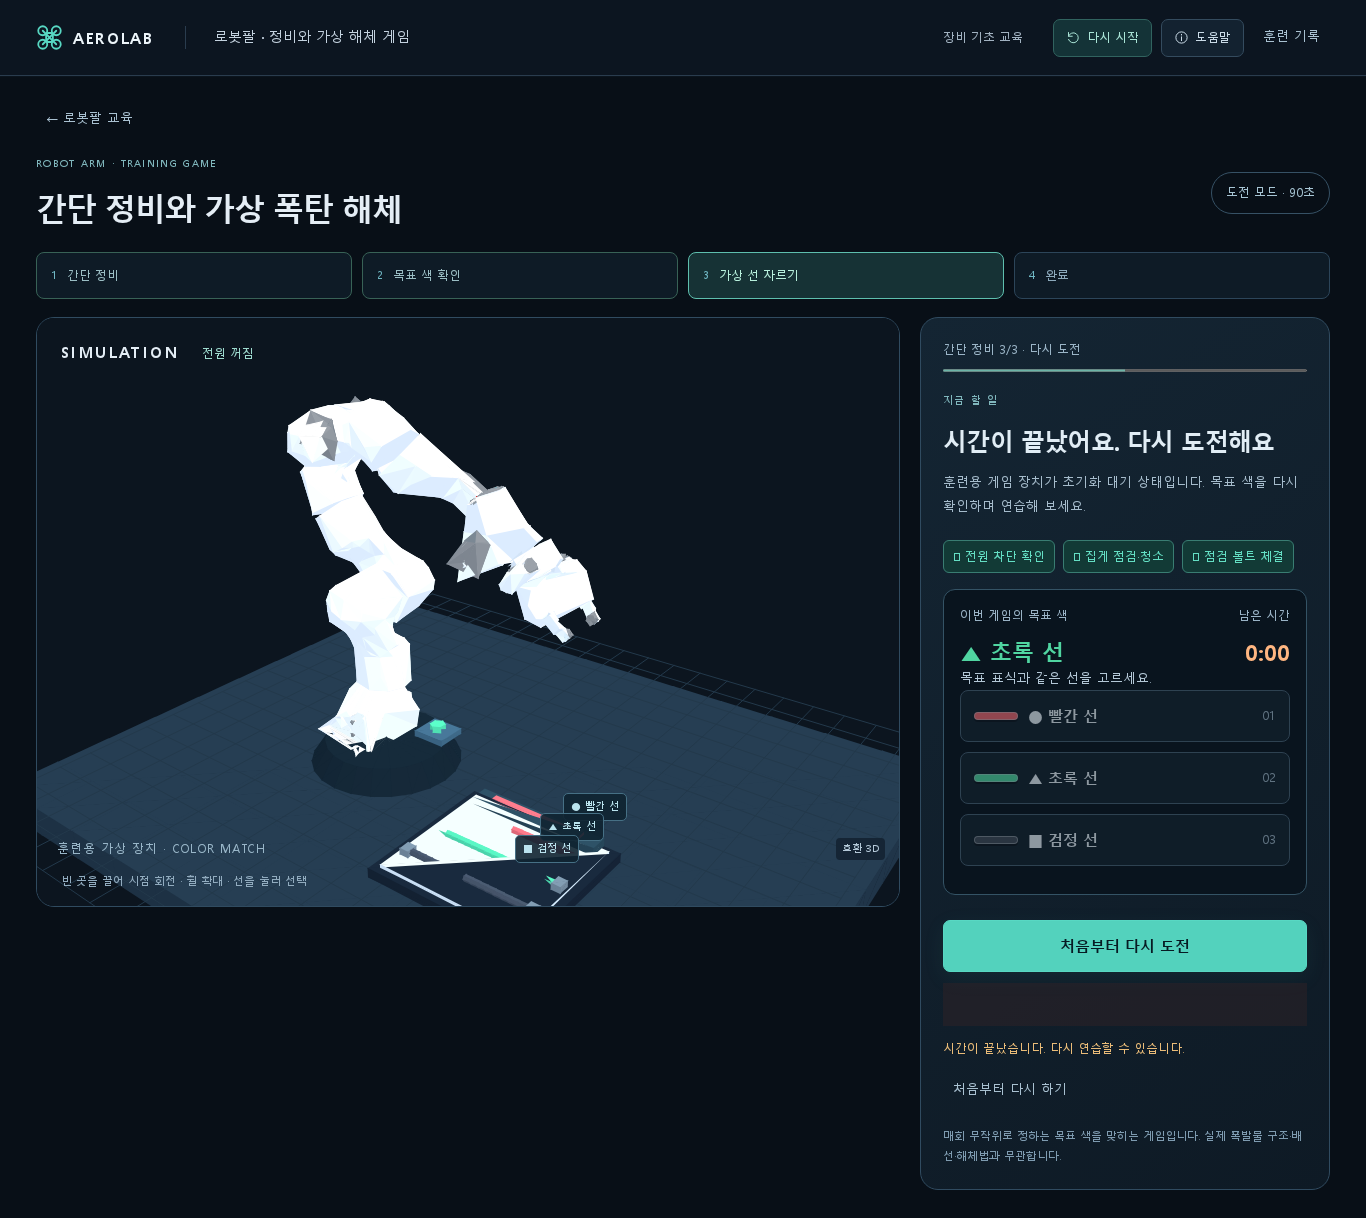 AEROLAB
로봇팔 · 정비와 가상 해체 게임
장비 기초 교육
다시 시작
도움말
훈련 기록
← 로봇팔 교육
ROBOT ARM · TRAINING GAME
간단 정비와 가상 폭탄 해체
도전 모드 · 90초
1 간단 정비
2 목표 색 확인
3 가상 선 자르기
4 완료
SIMULATION 전원 꺼짐
● 빨간 선
▲ 초록 선
■ 검정 선
훈련용 가상 장치 · COLOR MATCH
호환 3D
빈 곳을 끌어 시점 회전 · 휠 확대 · 선을 눌러 선택
간단 정비 3/3 · 다시 도전
지금 할 일
시간이 끝났어요. 다시 도전해요
훈련용 게임 장치가 초기화 대기 상태입니다. 목표 색을 다시
확인하며 연습해 보세요.
전원 차단 확인
집게 점검·청소
점검 볼트 체결
이번 게임의 목표 색
남은 시간
▲ 초록 선
0:00
목표 표식과 같은 선을 고르세요.
● 빨간 선 01
▲ 초록 선 02
■ 검정 선 03
처음부터 다시 도전
시간이 끝났습니다. 다시 연습할 수 있습니다.
처음부터 다시 하기
매회 무작위로 정하는 목표 색을 맞히는 게임입니다. 실제 폭발물 구조·배
선·해체법과 무관합니다.